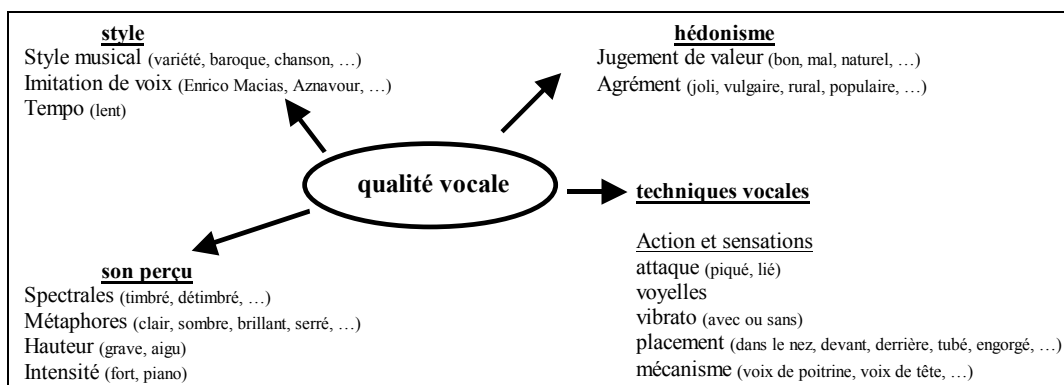 style
Style musical (variété, baroque, chanson, …)
Imitation de voix (Enrico Macias, Aznavour, …)
Tempo (lent)
hédonisme
Jugement de valeur (bon, mal, naturel, …)
Agrément (joli, vulgaire, rural, populaire, …)
qualité vocale
son perçu
Spectrales (timbré, détimbré, …)
Métaphores (clair, sombre, brillant, serré, …)
Hauteur (grave, aigu)
Intensité (fort, piano)
techniques vocales
Action et sensations
attaque (piqué, lié)
voyelles
vibrato (avec ou sans)
placement (dans le nez, devant, derrière, tubé, engorgé, …)
mécanisme (voix de poitrine, voix de tête, …)